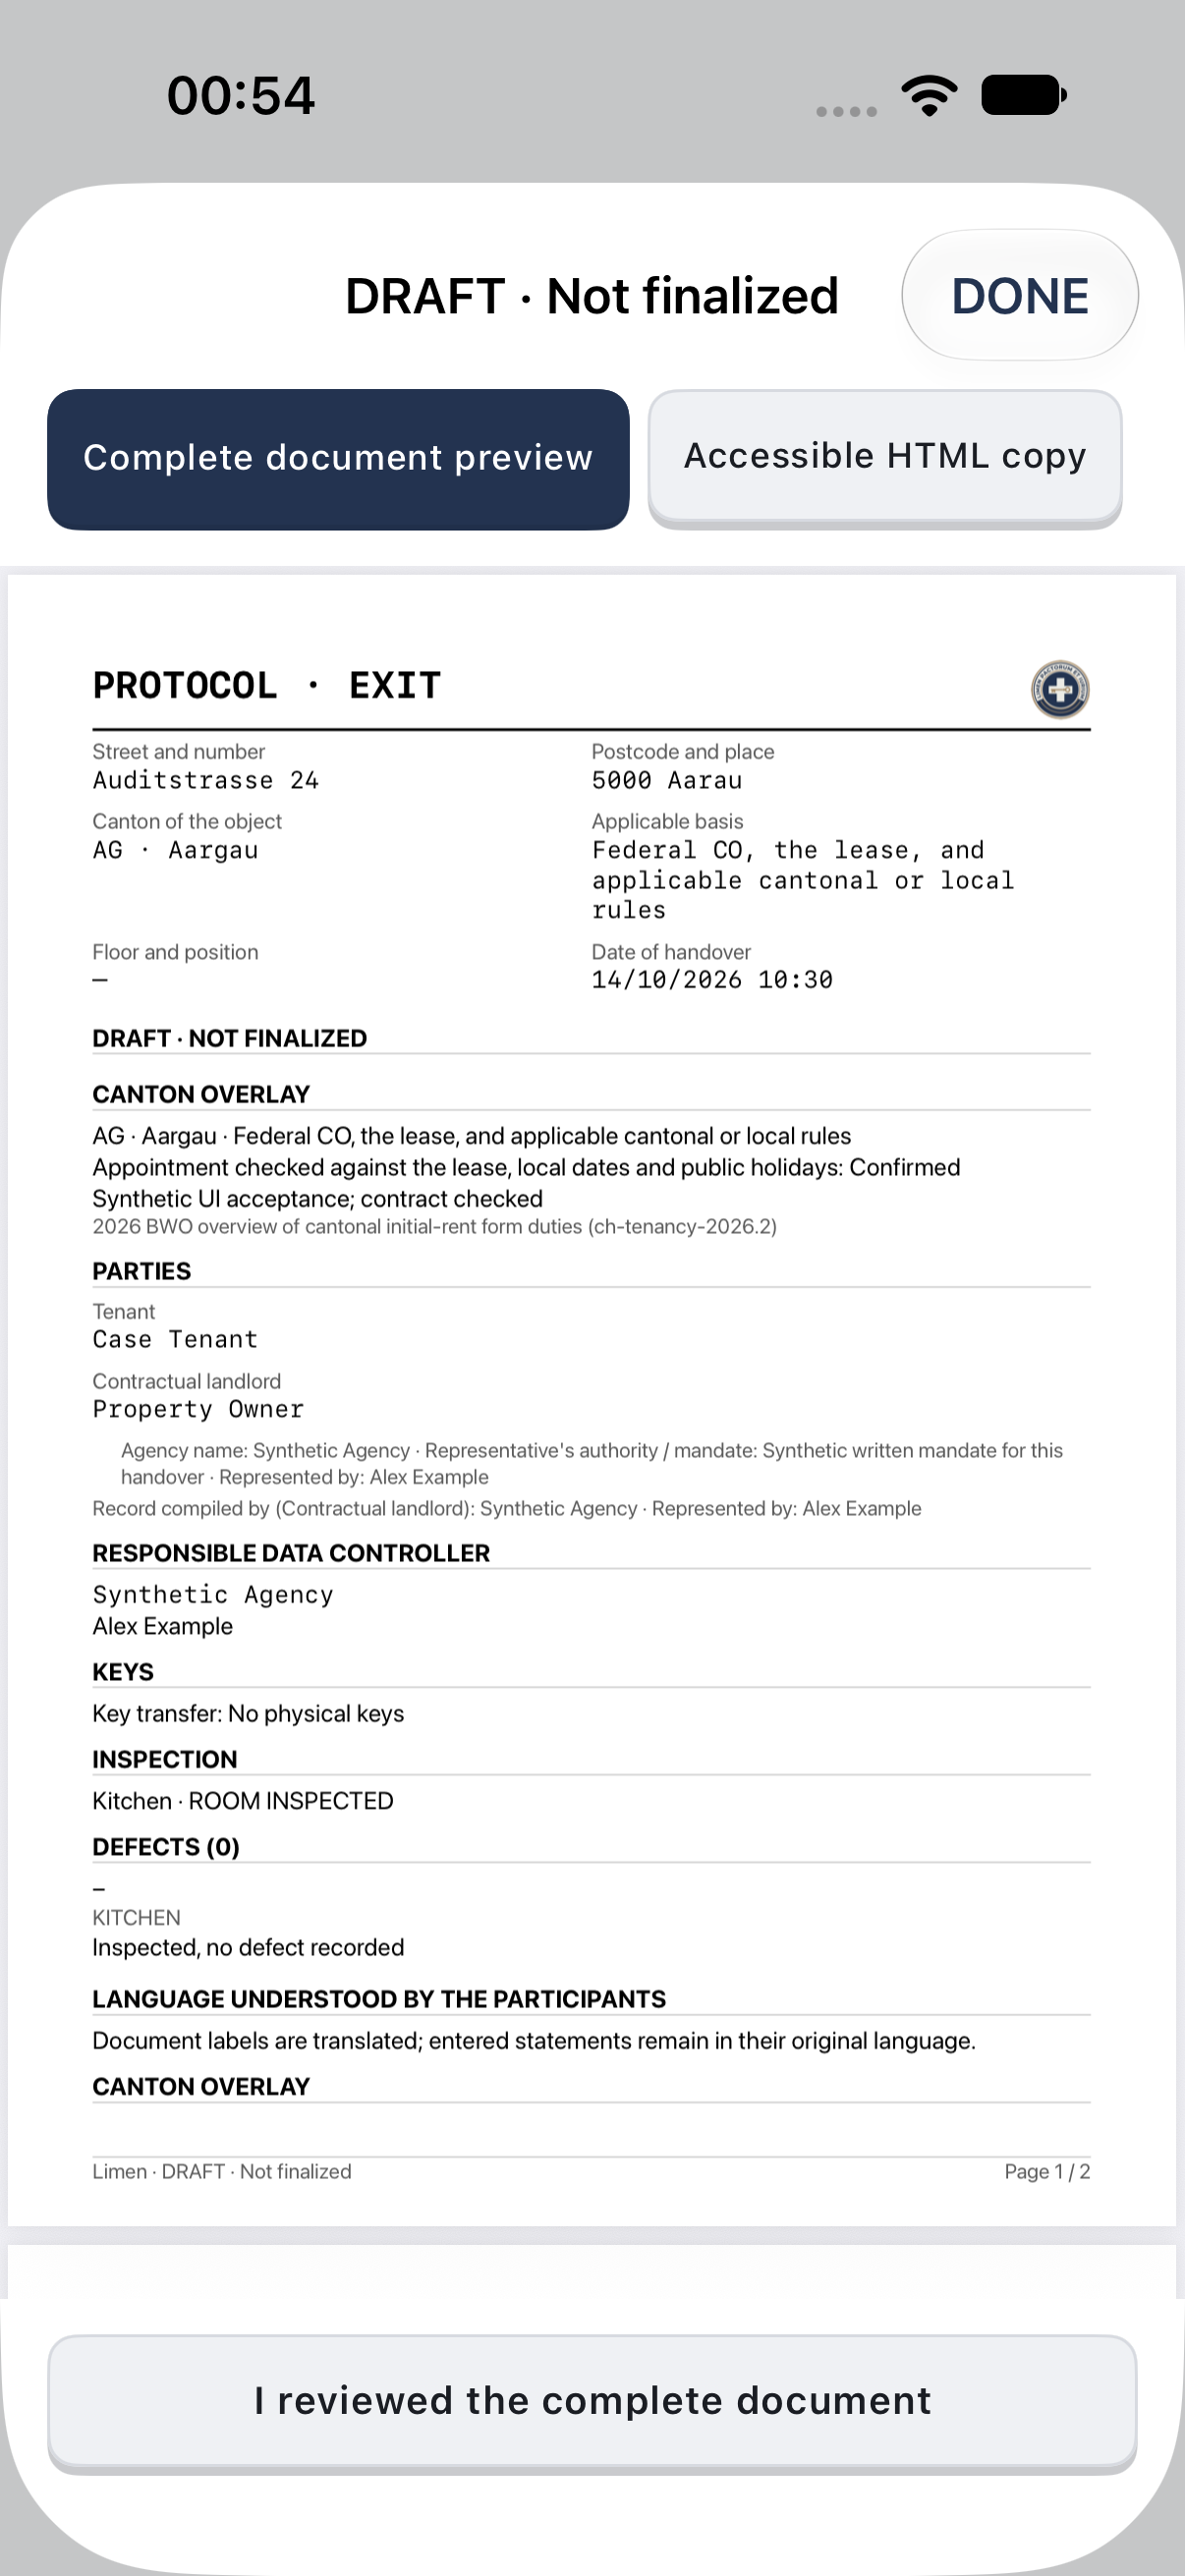 00:54
DRAFT · Not finalized
DONE
Complete document preview
Accessible HTML copy
PROTOCOL · EXIT
Street and number
Postcode and place
Auditstrasse 24
5000 Aarau
Canton of the object
Applicable basis
AG · Aargau
Federal CO, the lease, and
applicable cantonal or local
rules
Floor and position
Date of handover
—
14/10/2026 10:30
DRAFT · NOT FINALIZED
CANTON OVERLAY
AG · Aargau · Federal CO, the lease, and applicable cantonal or local rules
Appointment checked against the lease, local dates and public holidays: Confirmed
Synthetic UI acceptance; contract checked
2026 BWO overview of cantonal initial-rent form duties (ch-tenancy-2026.2)
PARTIES
Tenant
Case Tenant
Contractual landlord
Property Owner
Agency name: Synthetic Agency · Representative's authority / mandate: Synthetic written mandate for this
handover · Represented by: Alex Example
Record compiled by (Contractual landlord): Synthetic Agency · Represented by: Alex Example
RESPONSIBLE DATA CONTROLLER
Synthetic Agency
Alex Example
KEYS
Key transfer: No physical keys
INSPECTION
Kitchen · ROOM INSPECTED
DEFECTS (0)
–
KITCHEN
Inspected, no defect recorded
LANGUAGE UNDERSTOOD BY THE PARTICIPANTS
Document labels are translated; entered statements remain in their original language.
CANTON OVERLAY
Limen · DRAFT · Not finalized
Page 1 / 2
I reviewed the complete document